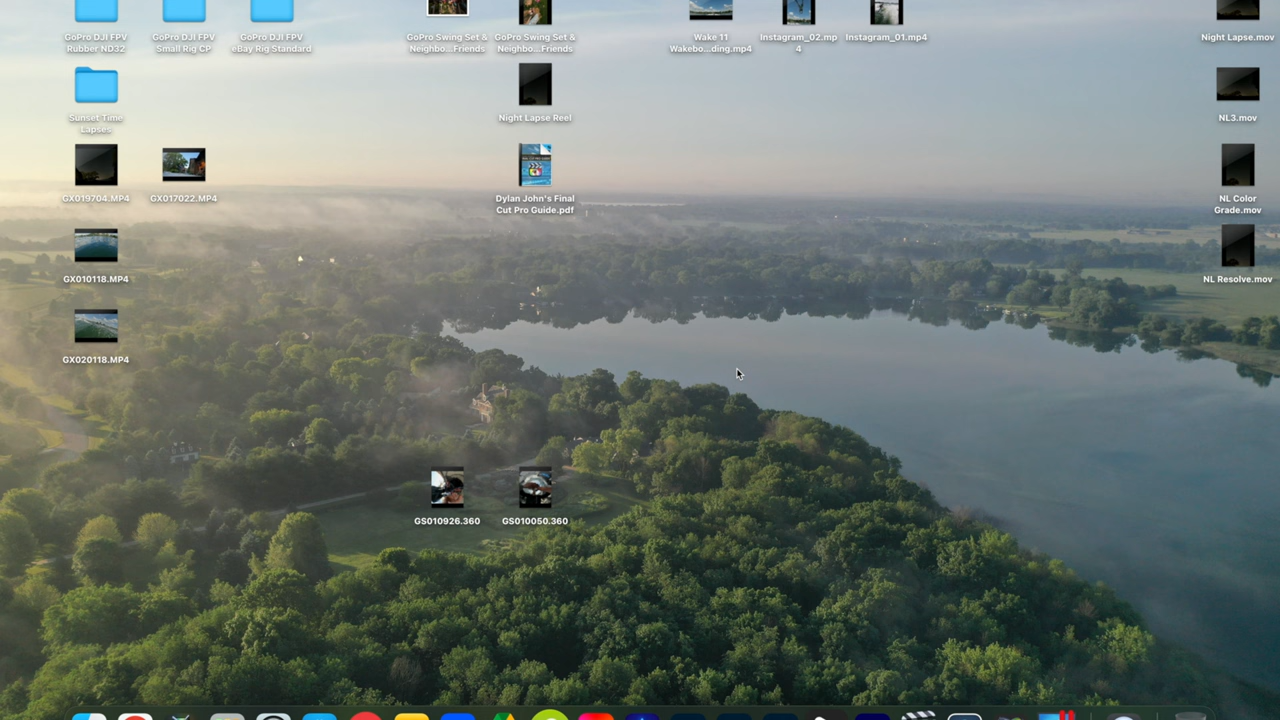 GoPro DJI FPV
Rubber ND32
GoPro DJI FPV
Small Rig CP
GoPro DJI FPV
eBay Rig Standard
GoPro Swing Set &
Neighbo...Friends
GoPro Swing Set &
Neighbo...Friends
Wake 11
Wakebo...ding.mp4
Instagram_02.mp
4
Instagram_01.mp4
Night Lapse.mov
Sunset Time
Lapses
Night Lapse Reel
NL3.mov
GX019704.MP4
GX017022.MP4
Dylan John's Final
Cut Pro Guide.pdf
NL Color
Grade.mov
GX010118.MP4
NL Resolve.mov
GX020118.MP4
GS010926.360
GS010050.360